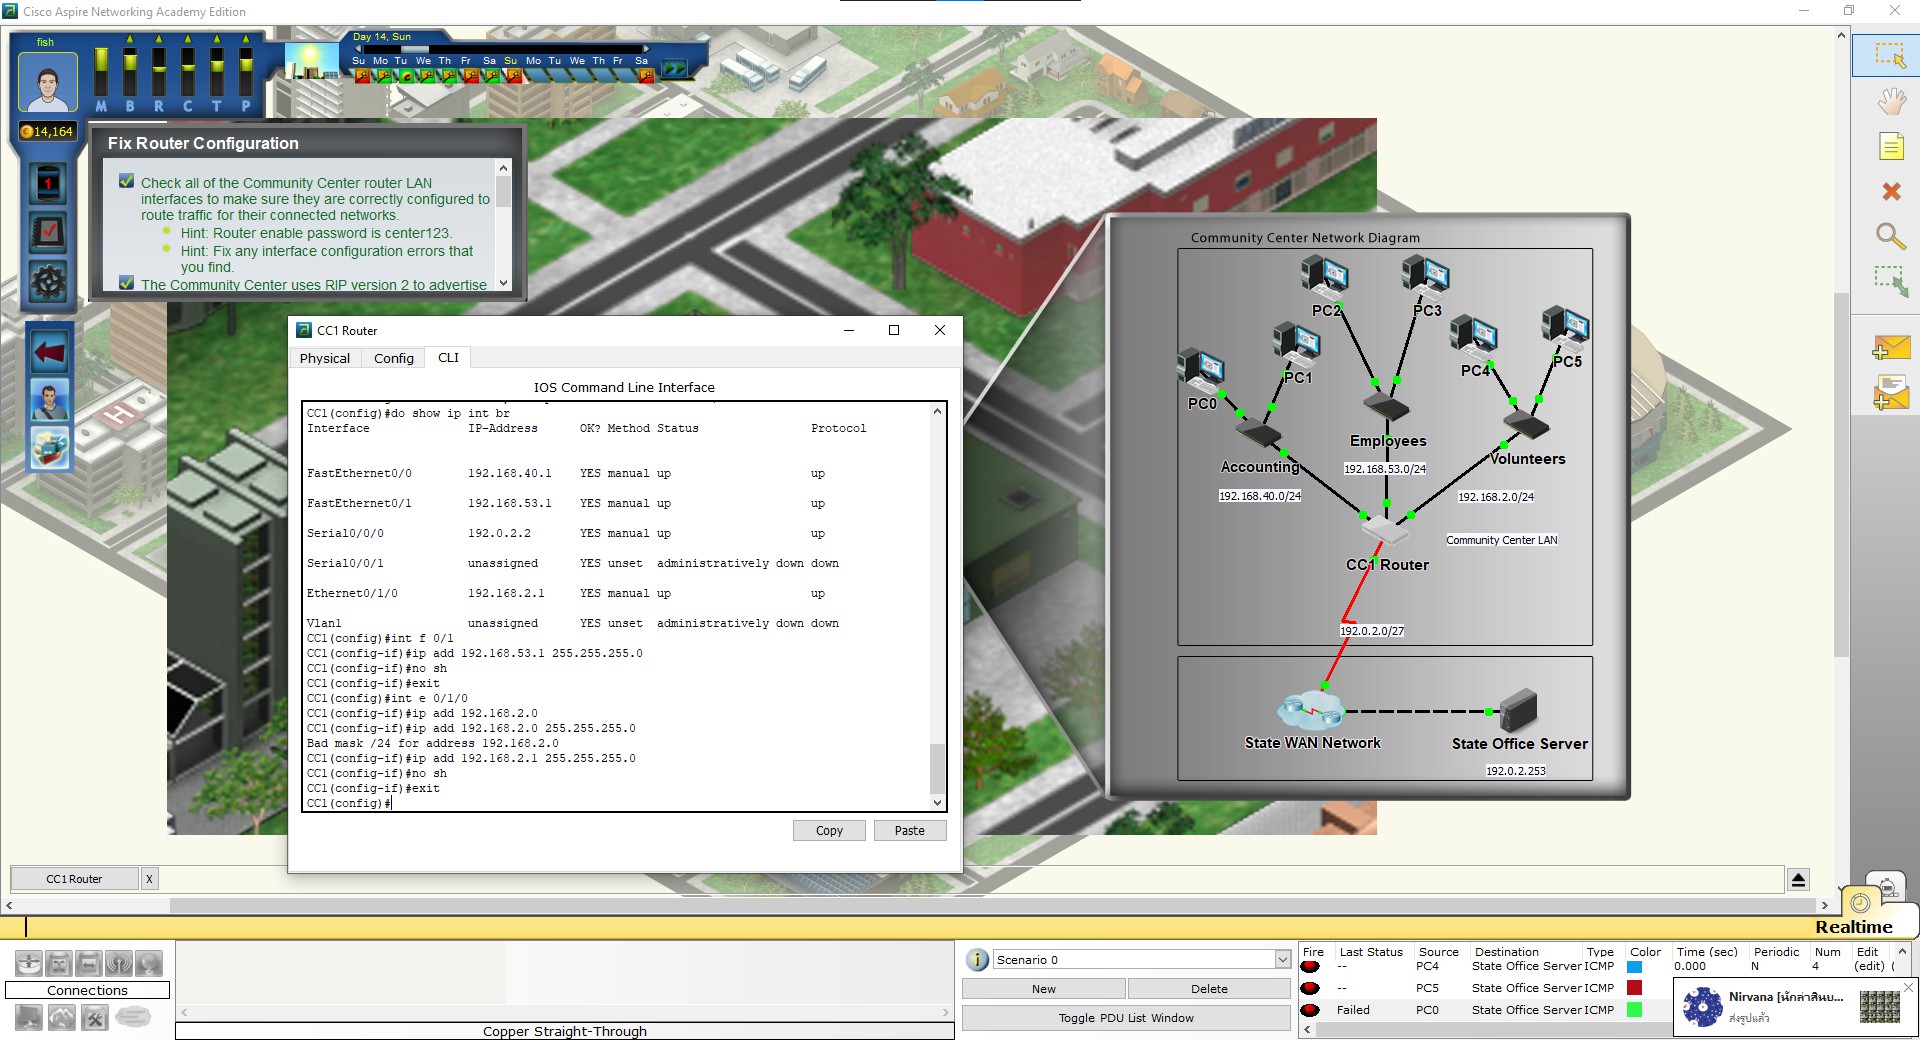 Cisco Aspire Networking Academy Edition
fish
M B R C T P
14,164
Day 14, Sun
Su Mo Tu We Th Fr Sa Su Mo Tu We Th Fr Sa
Fix Router Configuration
Check all of the Community Center router LAN
interfaces to make sure they are correctly configured to
route traffic for their connected networks.
Hint: Router enable password is center123.
Hint: Fix any interface configuration errors that
you find.
The Community Center uses RIP version 2 to advertise
1
CC1 Router
Physical Config CLI
IOS Command Line Interface
CC1(config)#do show ip int br
Interface IP-Address OK? Method Status Protocol
FastEthernet0/0 192.168.40.1 YES manual up up
FastEthernet0/1 192.168.53.1 YES manual up up
Serial0/0/0 192.0.2.2 YES manual up up
Serial0/0/1 unassigned YES unset administratively down down
Ethernet0/1/0 192.168.2.1 YES manual up up
Vlan1 unassigned YES unset administratively down down
CC1(config)#int f 0/1
CC1(config-if)#ip add 192.168.53.1 255.255.255.0
CC1(config-if)#no sh
CC1(config-if)#exit
CC1(config)#int e 0/1/0
CC1(config-if)#ip add 192.168.2.0
CC1(config-if)#ip add 192.168.2.0 255.255.255.0
Bad mask /24 for address 192.168.2.0
CC1(config-if)#ip add 192.168.2.1 255.255.255.0
CC1(config-if)#no sh
CC1(config-if)#exit
CC1(config)#
Copy Paste
Community Center Network Diagram
PC2 PC3
PC1 PC4 PC5
PC0
Employees
Accounting Volunteers
192.168.53.0/24
192.168.40.0/24 192.168.2.0/24
Community Center LAN
CC1 Router
192.0.2.0/27
State WAN Network State Office Server
192.0.2.253
H
CC1 Router X
Realtime
Connections
Copper Straight-Through
Scenario 0
New Delete
Toggle PDU List Window
Fire Last Status Source Destination Type Color Time (sec) Periodic Num Edit
-- PC4 State Office Server ICMP 0.000 N 4 (edit) (
-- PC5 State Office Server ICMP
Failed PC0 State Office Server ICMP
Nirvana [นักล่าสินบ...
ส่งรูปแล้ว